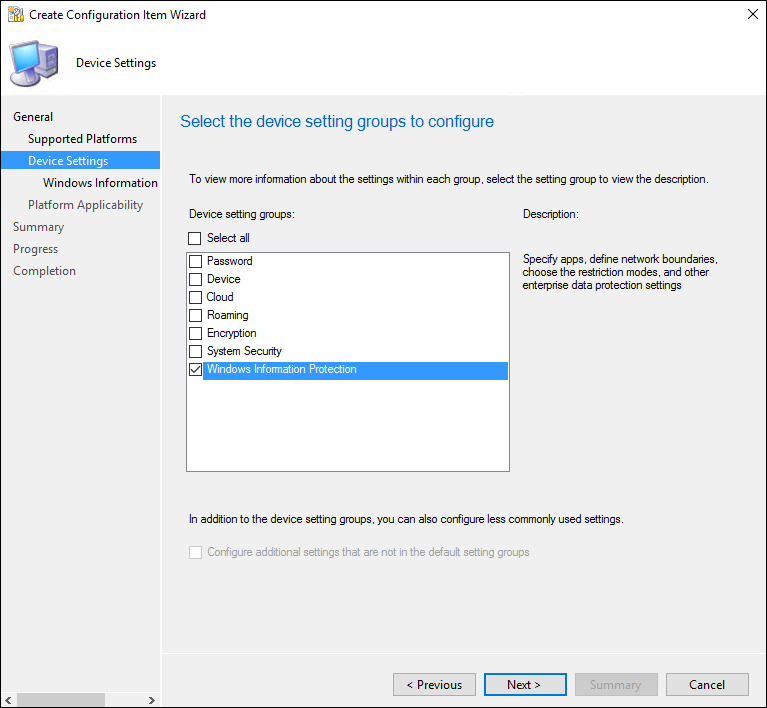 Create Configuration Item Wizard
Device Settings
General
Supported Platforms
Device Settings
Windows Information
Platform Applicability
Summary
Progress
Completion
Select the device setting groups to configure
To view more information about the settings within each group, select the setting group to view the description.
Device setting groups:
Select all
Password
Device
Cloud
Roaming
Encryption
System Security
Windows Information Protection
Description:
Specify apps, define network boundaries,
choose the restriction modes, and other
enterprise data protection settings
In addition to the device setting groups, you can also configure less commonly used settings.
Configure additional settings that are not in the default setting groups
< Previous
Next >
Summary
Cancel